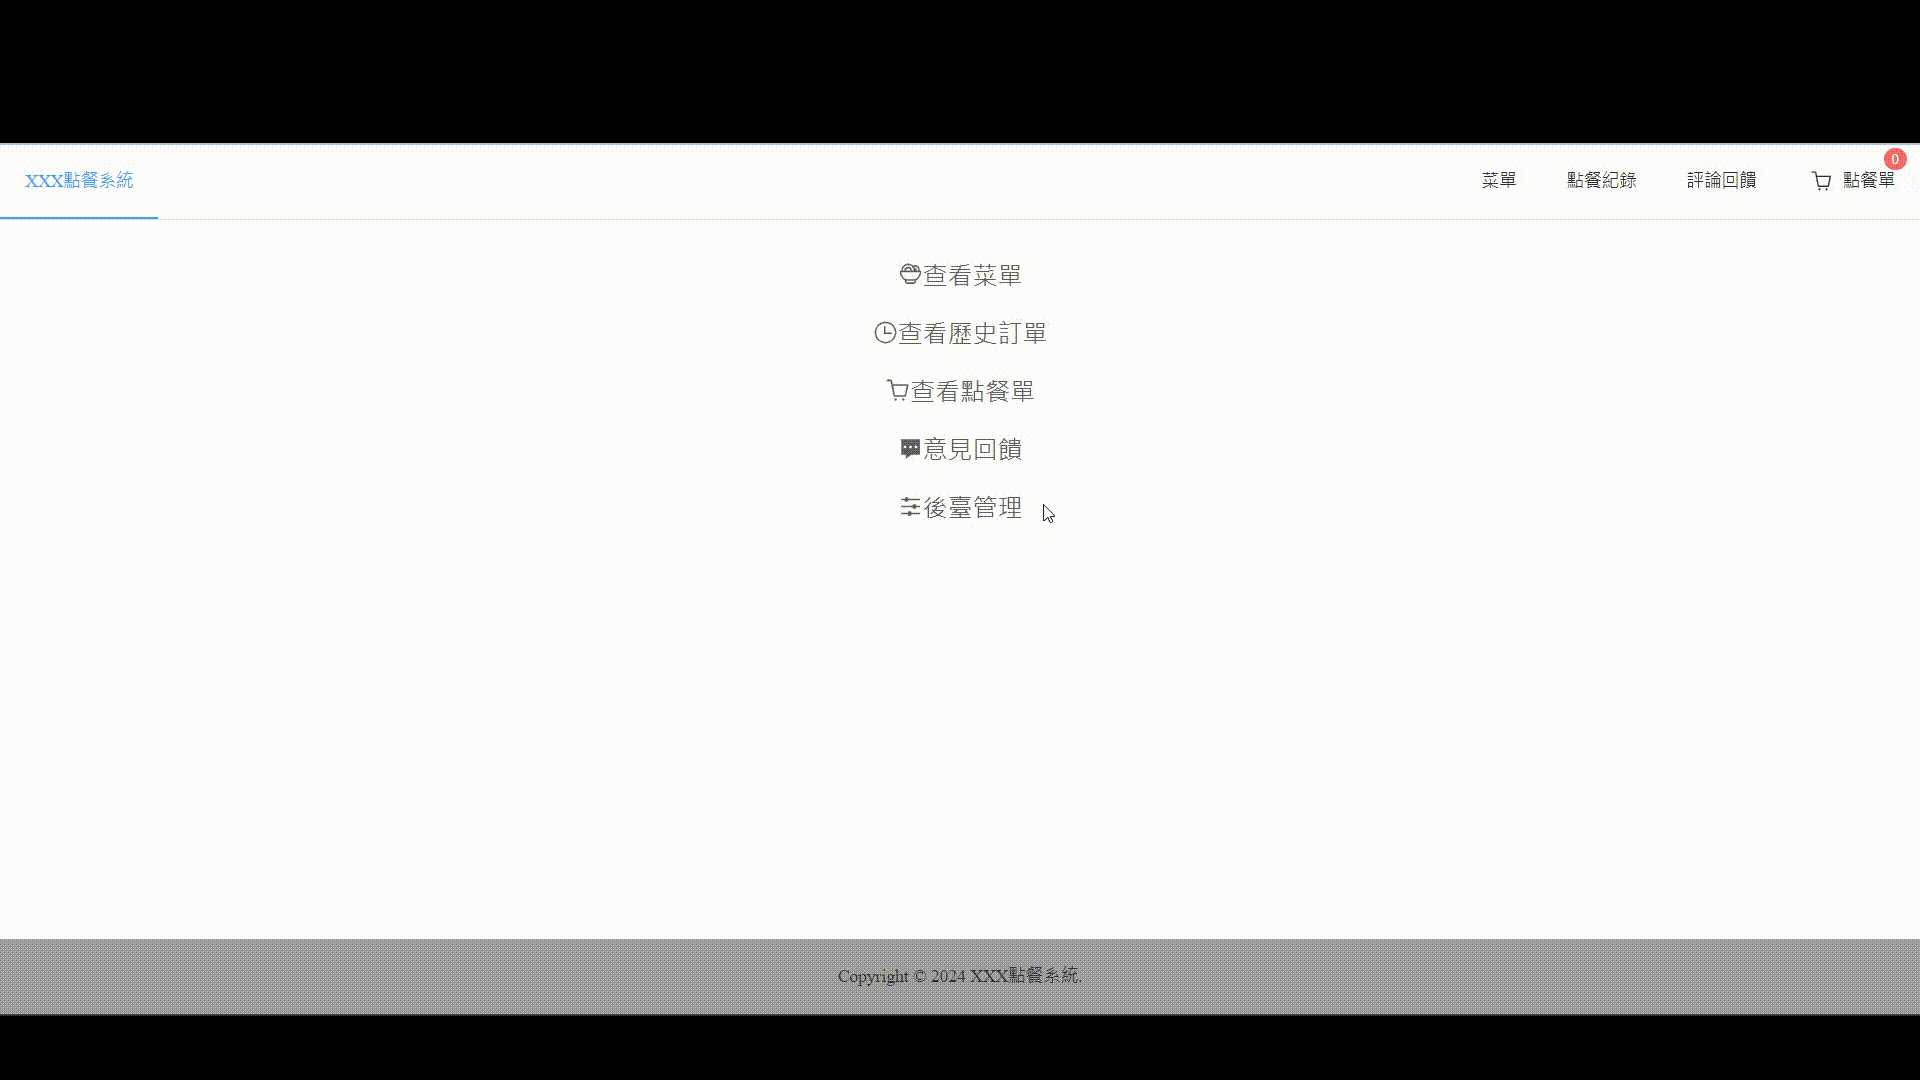 XXX點餐系統
菜單
點餐紀錄
評論回饋
點餐單
0
查看菜單
查看歷史訂單
查看點餐單
意見回饋
後臺管理
Copyright © 2024 XXX點餐系統.